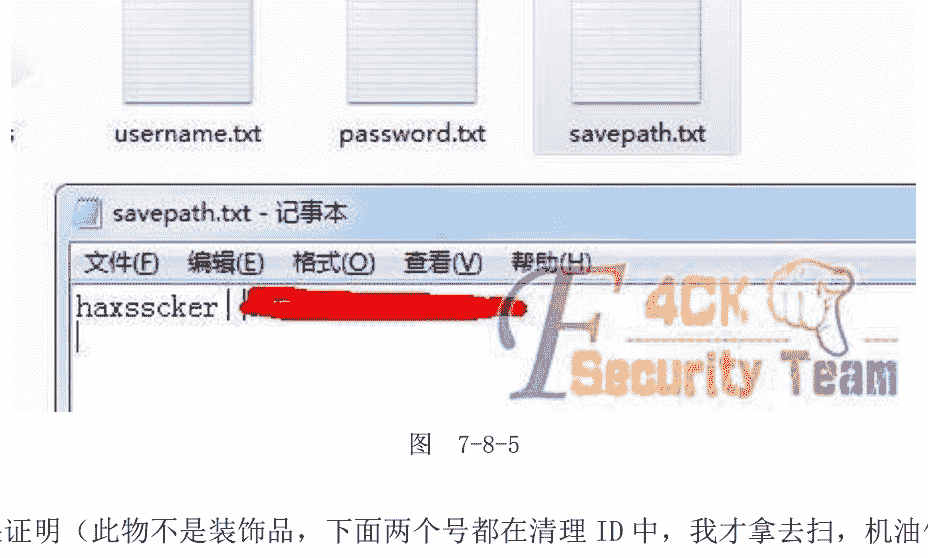 username.txt password.txt savepath.txt
savepath.txt - 记事本
文件(F) 编辑(E) 格式(O) 查看(V) 帮助(H)
haxsscker||
F 4CK
Security Team
图 7-8-5
证明（此物不是装饰品，下面两个号都在清理 ID 中，我才拿去扫，机油